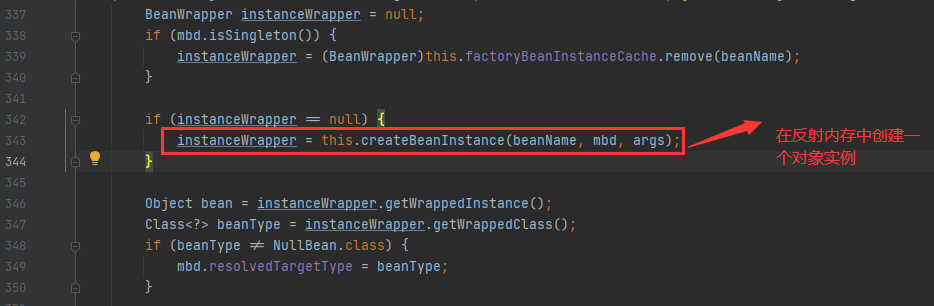 337 BeanWrapper instanceWrapper = null;
338 if (mbd.isSingleton()) {
339 instanceWrapper = (BeanWrapper)this.factoryBeanInstanceCache.remove(beanName);
340 }
341
342 if (instanceWrapper == null) {
343 instanceWrapper = this.createBeanInstance(beanName, mbd, args);
在反射内存中创建一
个对象实例
344 }
345
346 Object bean = instanceWrapper.getWrappedInstance();
347 Class<?> beanType = instanceWrapper.getWrappedClass();
348 if (beanType != NullBean.class) {
349 mbd.resolvedTargetType = beanType;
350 }